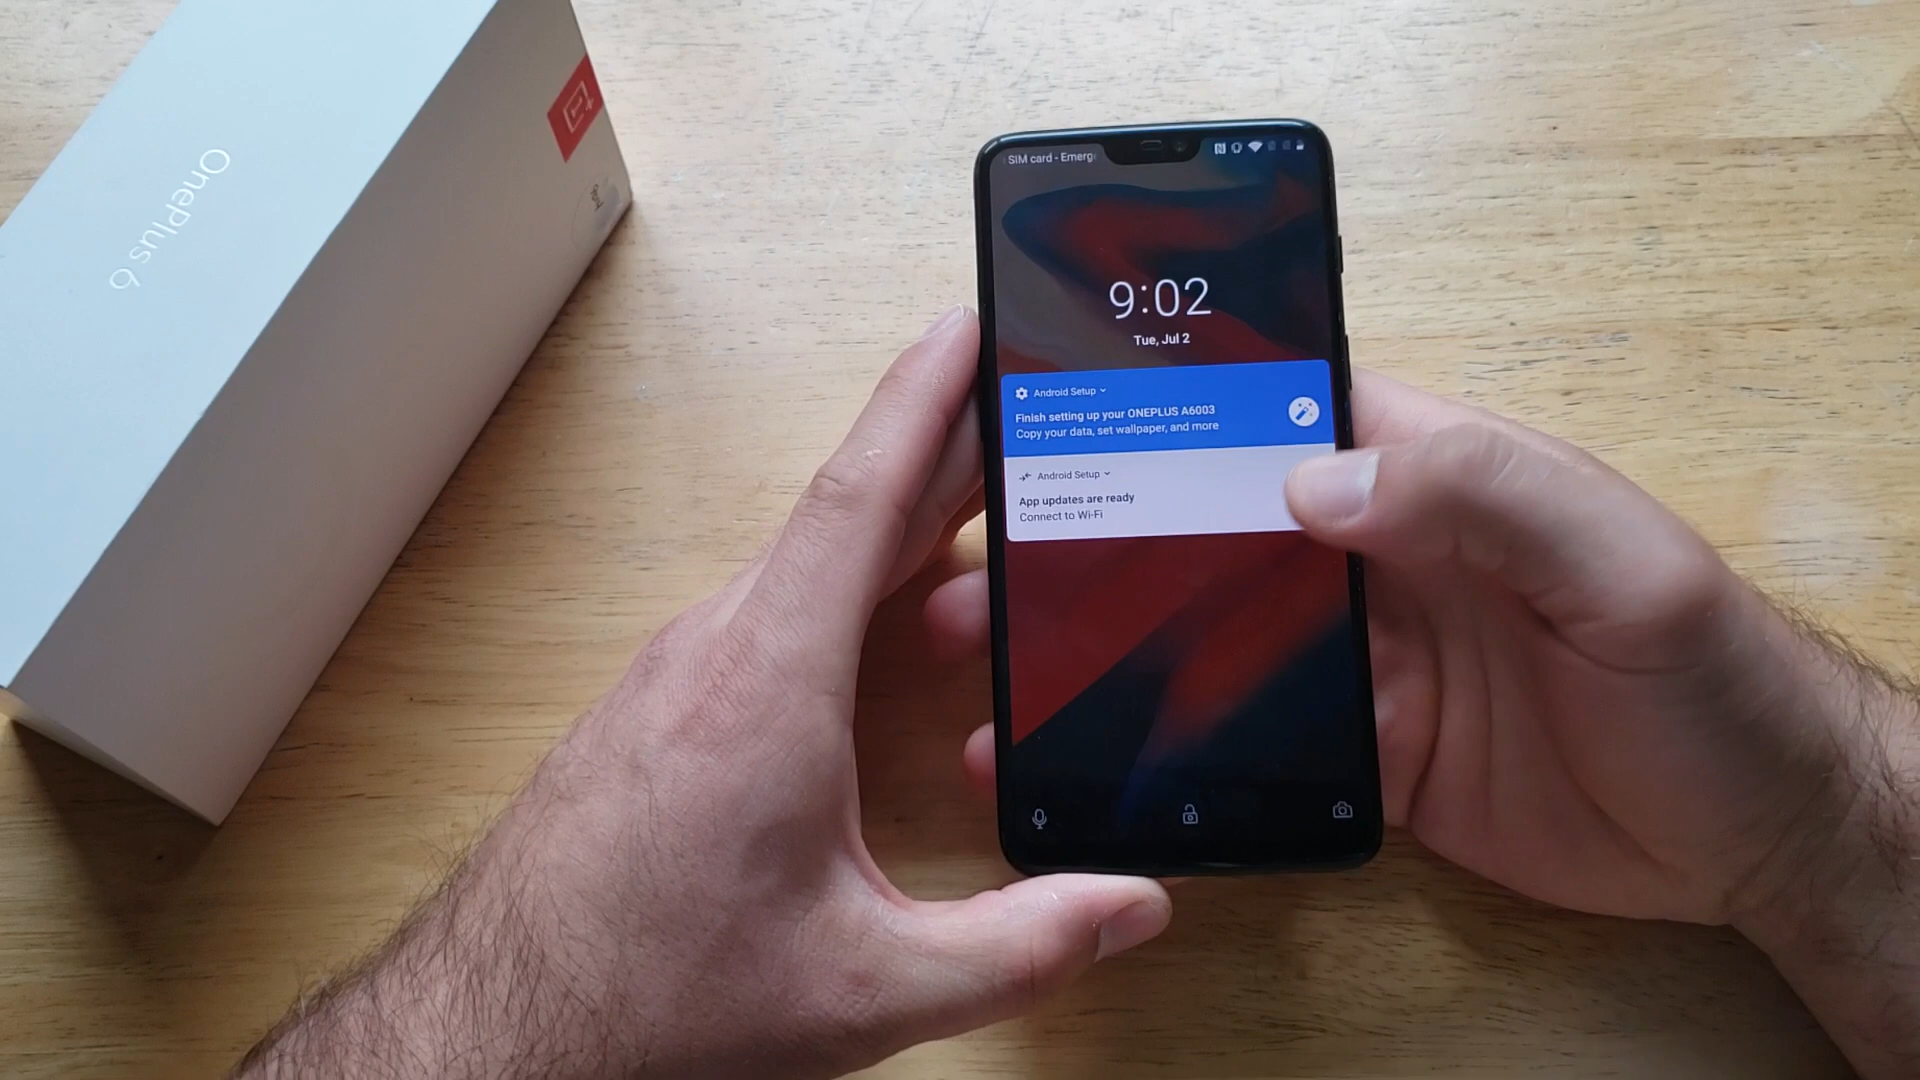 OnePlus 6
SIM card - Emerg
9:02
Tue, Jul 2
Android Setup
Finish setting up your ONEPLUS A6003
Copy your data, set wallpaper, and more
Android Setup
App updates are ready
Connect to Wi-Fi